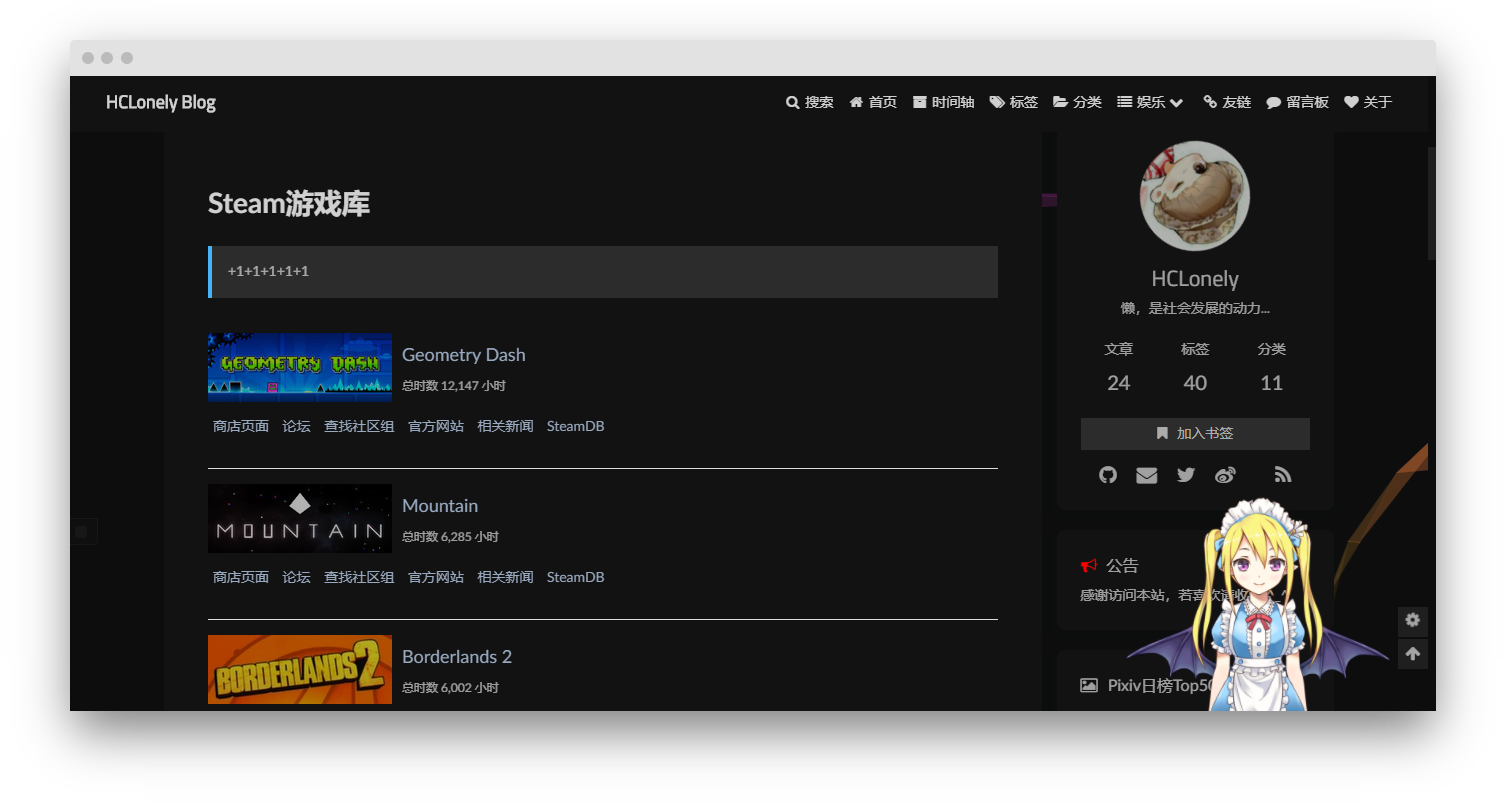 HCLonely Blog
搜索 首页 时间轴 标签 分类 娱乐 友链 留言板 关于
Steam游戏库
+1+1+1+1+1
GEOMETRY DASH
Geometry Dash
总时数 12,147 小时
商店页面 论坛 查找社区组 官方网站 相关新闻 SteamDB
MOUNTAIN
Mountain
总时数 6,285 小时
商店页面 论坛 查找社区组 官方网站 相关新闻 SteamDB
BORDERLANDS 2
Borderlands 2
总时数 6,002 小时
HCLonely
懒，是社会发展的动力...
文章 标签 分类
24 40 11
加入书签
公告
感谢访问本站，若喜欢请收
Pixiv日榜Top50